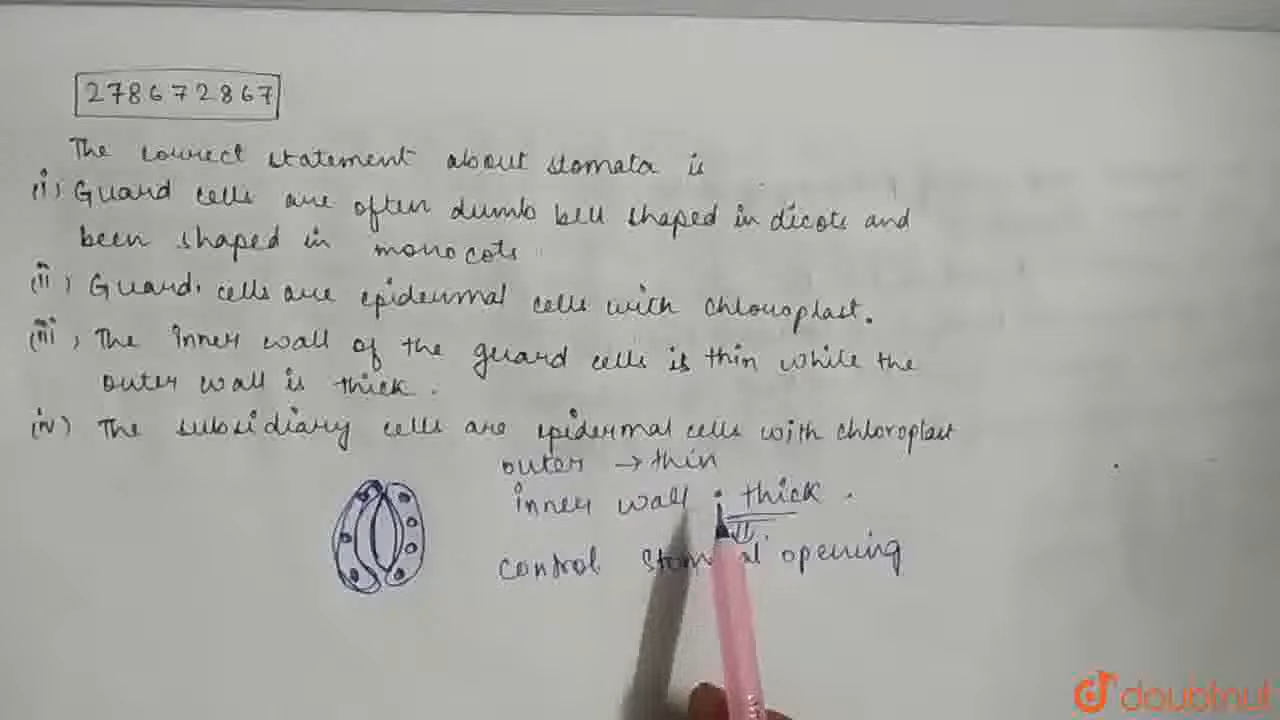 278672867
The correct statement about stomata is
(i) Guard cells are often dumb bell shaped in dicots and
been shaped in monocots
(ii) Guard cells are epidermal cells with chloroplast.
(iii) The inner wall of the guard cells is thin while the
outer wall is thick.
(iv) The subsidiary cells are epidermal cells with chloroplast
outer → thin
inner wall : thick.
control stomatal opening
doubtnut